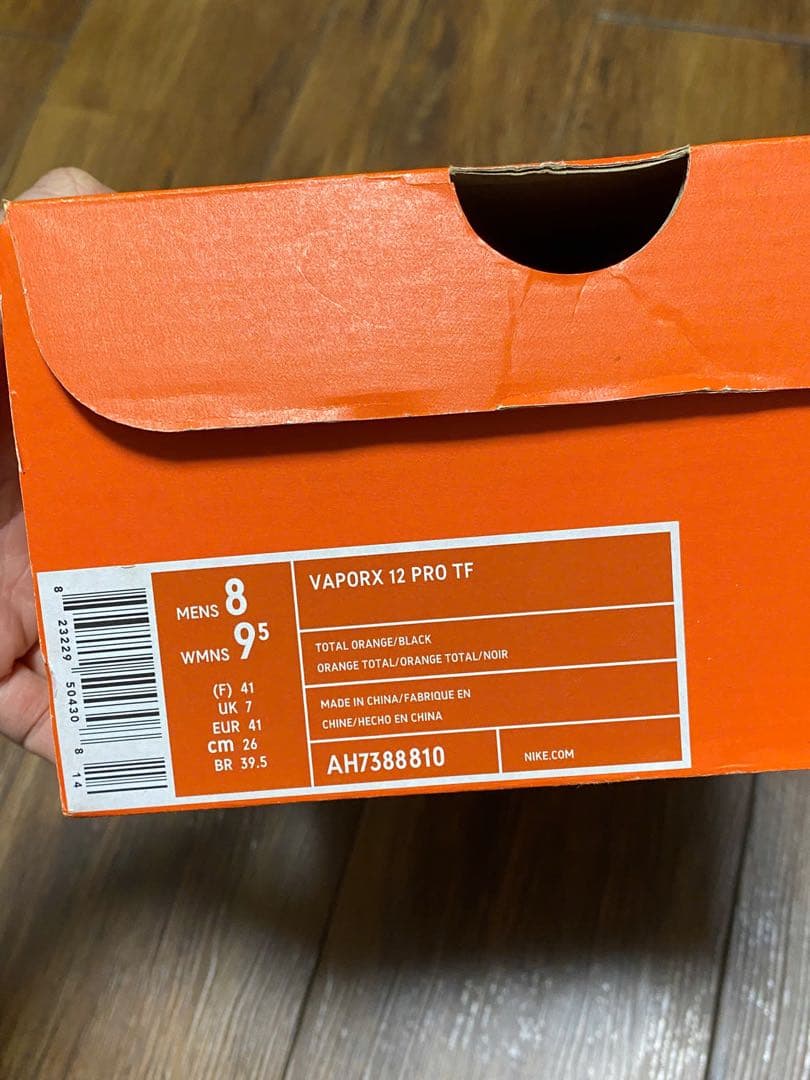 8 23229 50430 8 14
MENS 8
WMNS 9⁵
(F) 41
UK 7
EUR 41
cm 26
BR 39.5
VAPORX 12 PRO TF
TOTAL ORANGE/BLACK
ORANGE TOTAL/ORANGE TOTAL/NOIR
MADE IN CHINA/FABRIQUE EN
CHINE/HECHO EN CHINA
AH7388810
NIKE.COM